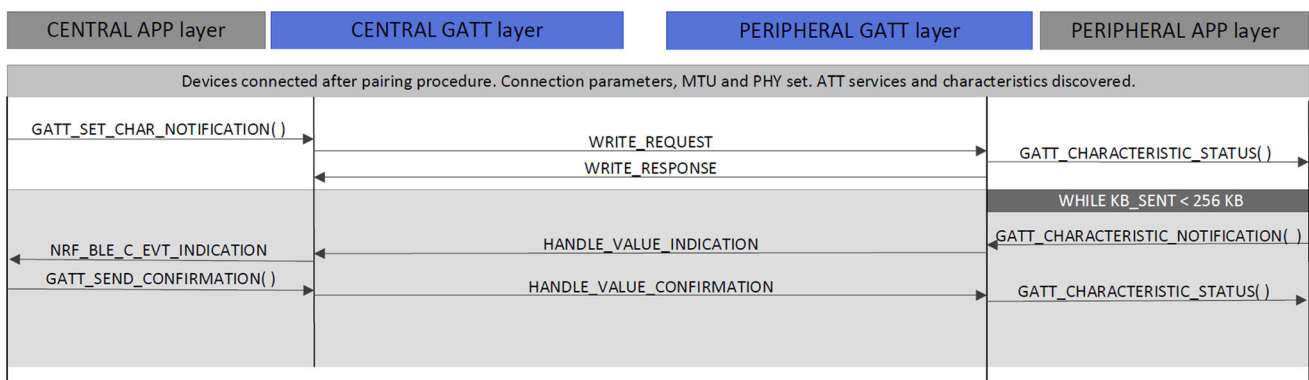 CENTRAL APP layer
CENTRAL GATT layer
PERIPHERAL GATT layer
PERIPHERAL APP layer
Devices connected after pairing procedure. Connection parameters, MTU and PHY set. ATT services and characteristics discovered.
GATT_SET_CHAR_NOTIFICATION( )
WRITE_REQUEST
GATT_CHARACTERISTIC_STATUS( )
WRITE_RESPONSE
WHILE KB_SENT < 256 KB
GATT_CHARACTERISTIC_NOTIFICATION( )
HANDLE_VALUE_INDICATION
NRF_BLE_C_EVT_INDICATION
GATT_SEND_CONFIRMATION( )
HANDLE_VALUE_CONFIRMATION
GATT_CHARACTERISTIC_STATUS( )